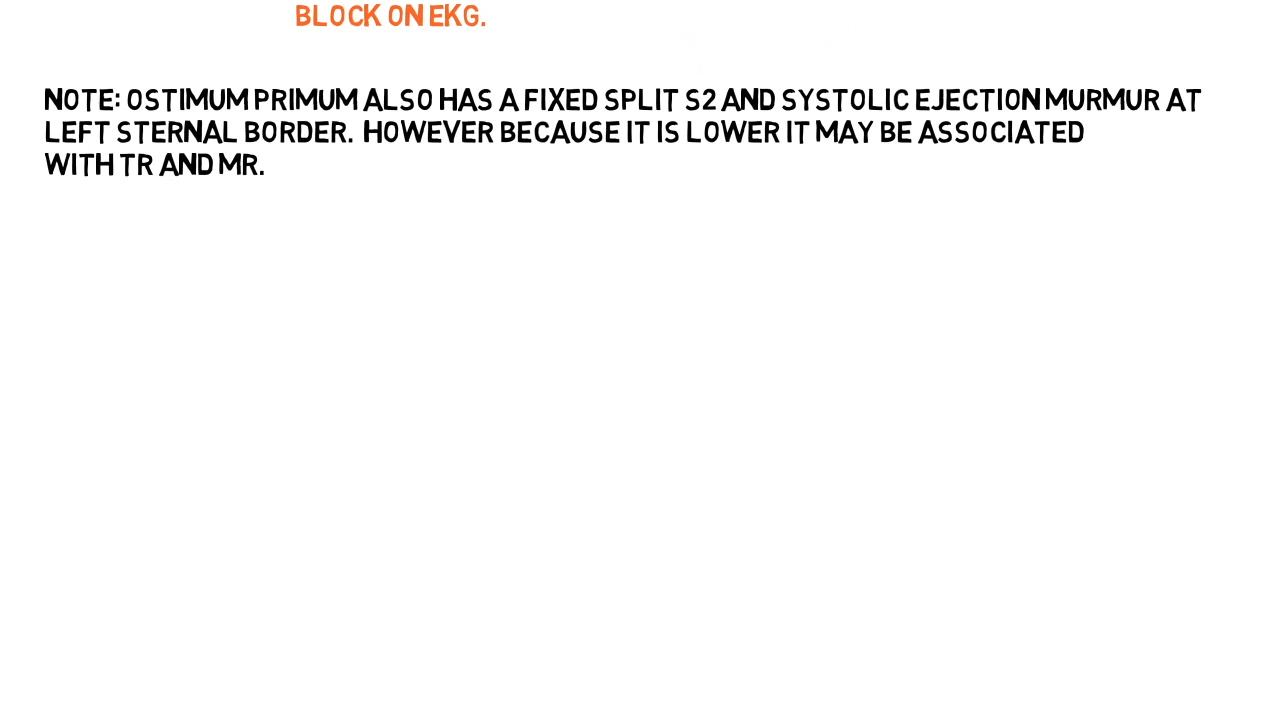 BLOCK ON EKG.
NOTE: OSTIMUM PRIMUM ALSO HAS A FIXED SPLIT S2 AND SYSTOLIC EJECTION MURMUR AT
LEFT STERNAL BORDER. HOWEVER BECAUSE IT IS LOWER IT MAY BE ASSOCIATED
WITH TR AND MR.